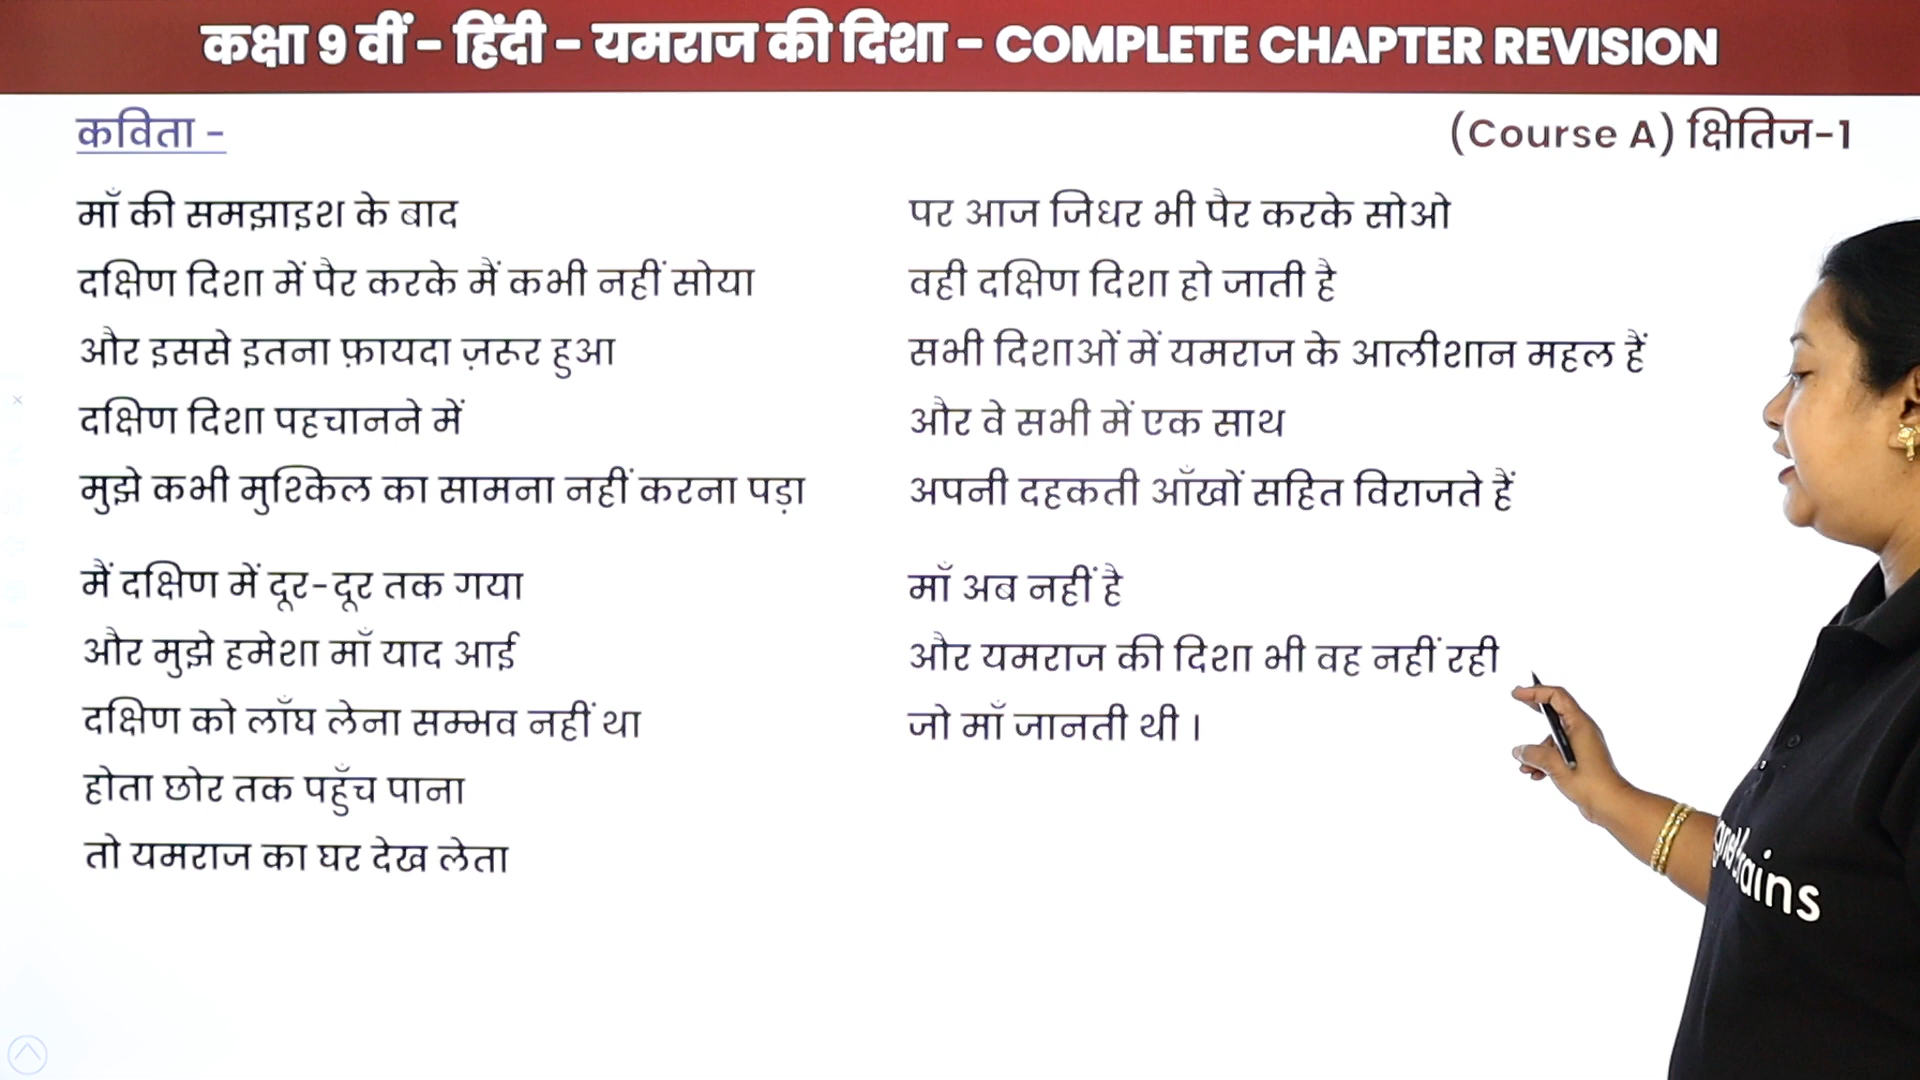 कक्षा 9 वीं - हिंदी - यमराज की दिशा - COMPLETE CHAPTER REVISION
कविता -
(Course A) क्षितिज-1
माँ की समझाइश के बाद
दक्षिण दिशा में पैर करके मैं कभी नहीं सोया
और इससे इतना फ़ायदा ज़रूर हुआ
दक्षिण दिशा पहचानने में
मुझे कभी मुश्किल का सामना नहीं करना पड़ा
मैं दक्षिण में दूर-दूर तक गया
और मुझे हमेशा माँ याद आई
दक्षिण को लाँघ लेना सम्भव नहीं था
होता छोर तक पहुँच पाना
तो यमराज का घर देख लेता
पर आज जिधर भी पैर करके सोओ
वही दक्षिण दिशा हो जाती है
सभी दिशाओं में यमराज के आलीशान महल हैं
और वे सभी में एक साथ
अपनी दहकती आँखों सहित विराजते हैं
माँ अब नहीं है
और यमराज की दिशा भी वह नहीं रही
जो माँ जानती थी ।